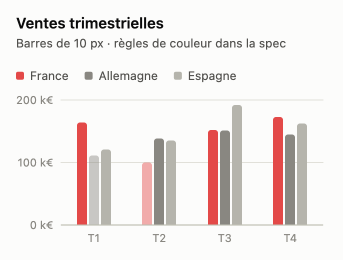 Ventes trimestrielles
Barres de 10 px · règles de couleur dans la spec
France Allemagne Espagne
200 k€
100 k€
0 k€
T1 T2 T3 T4